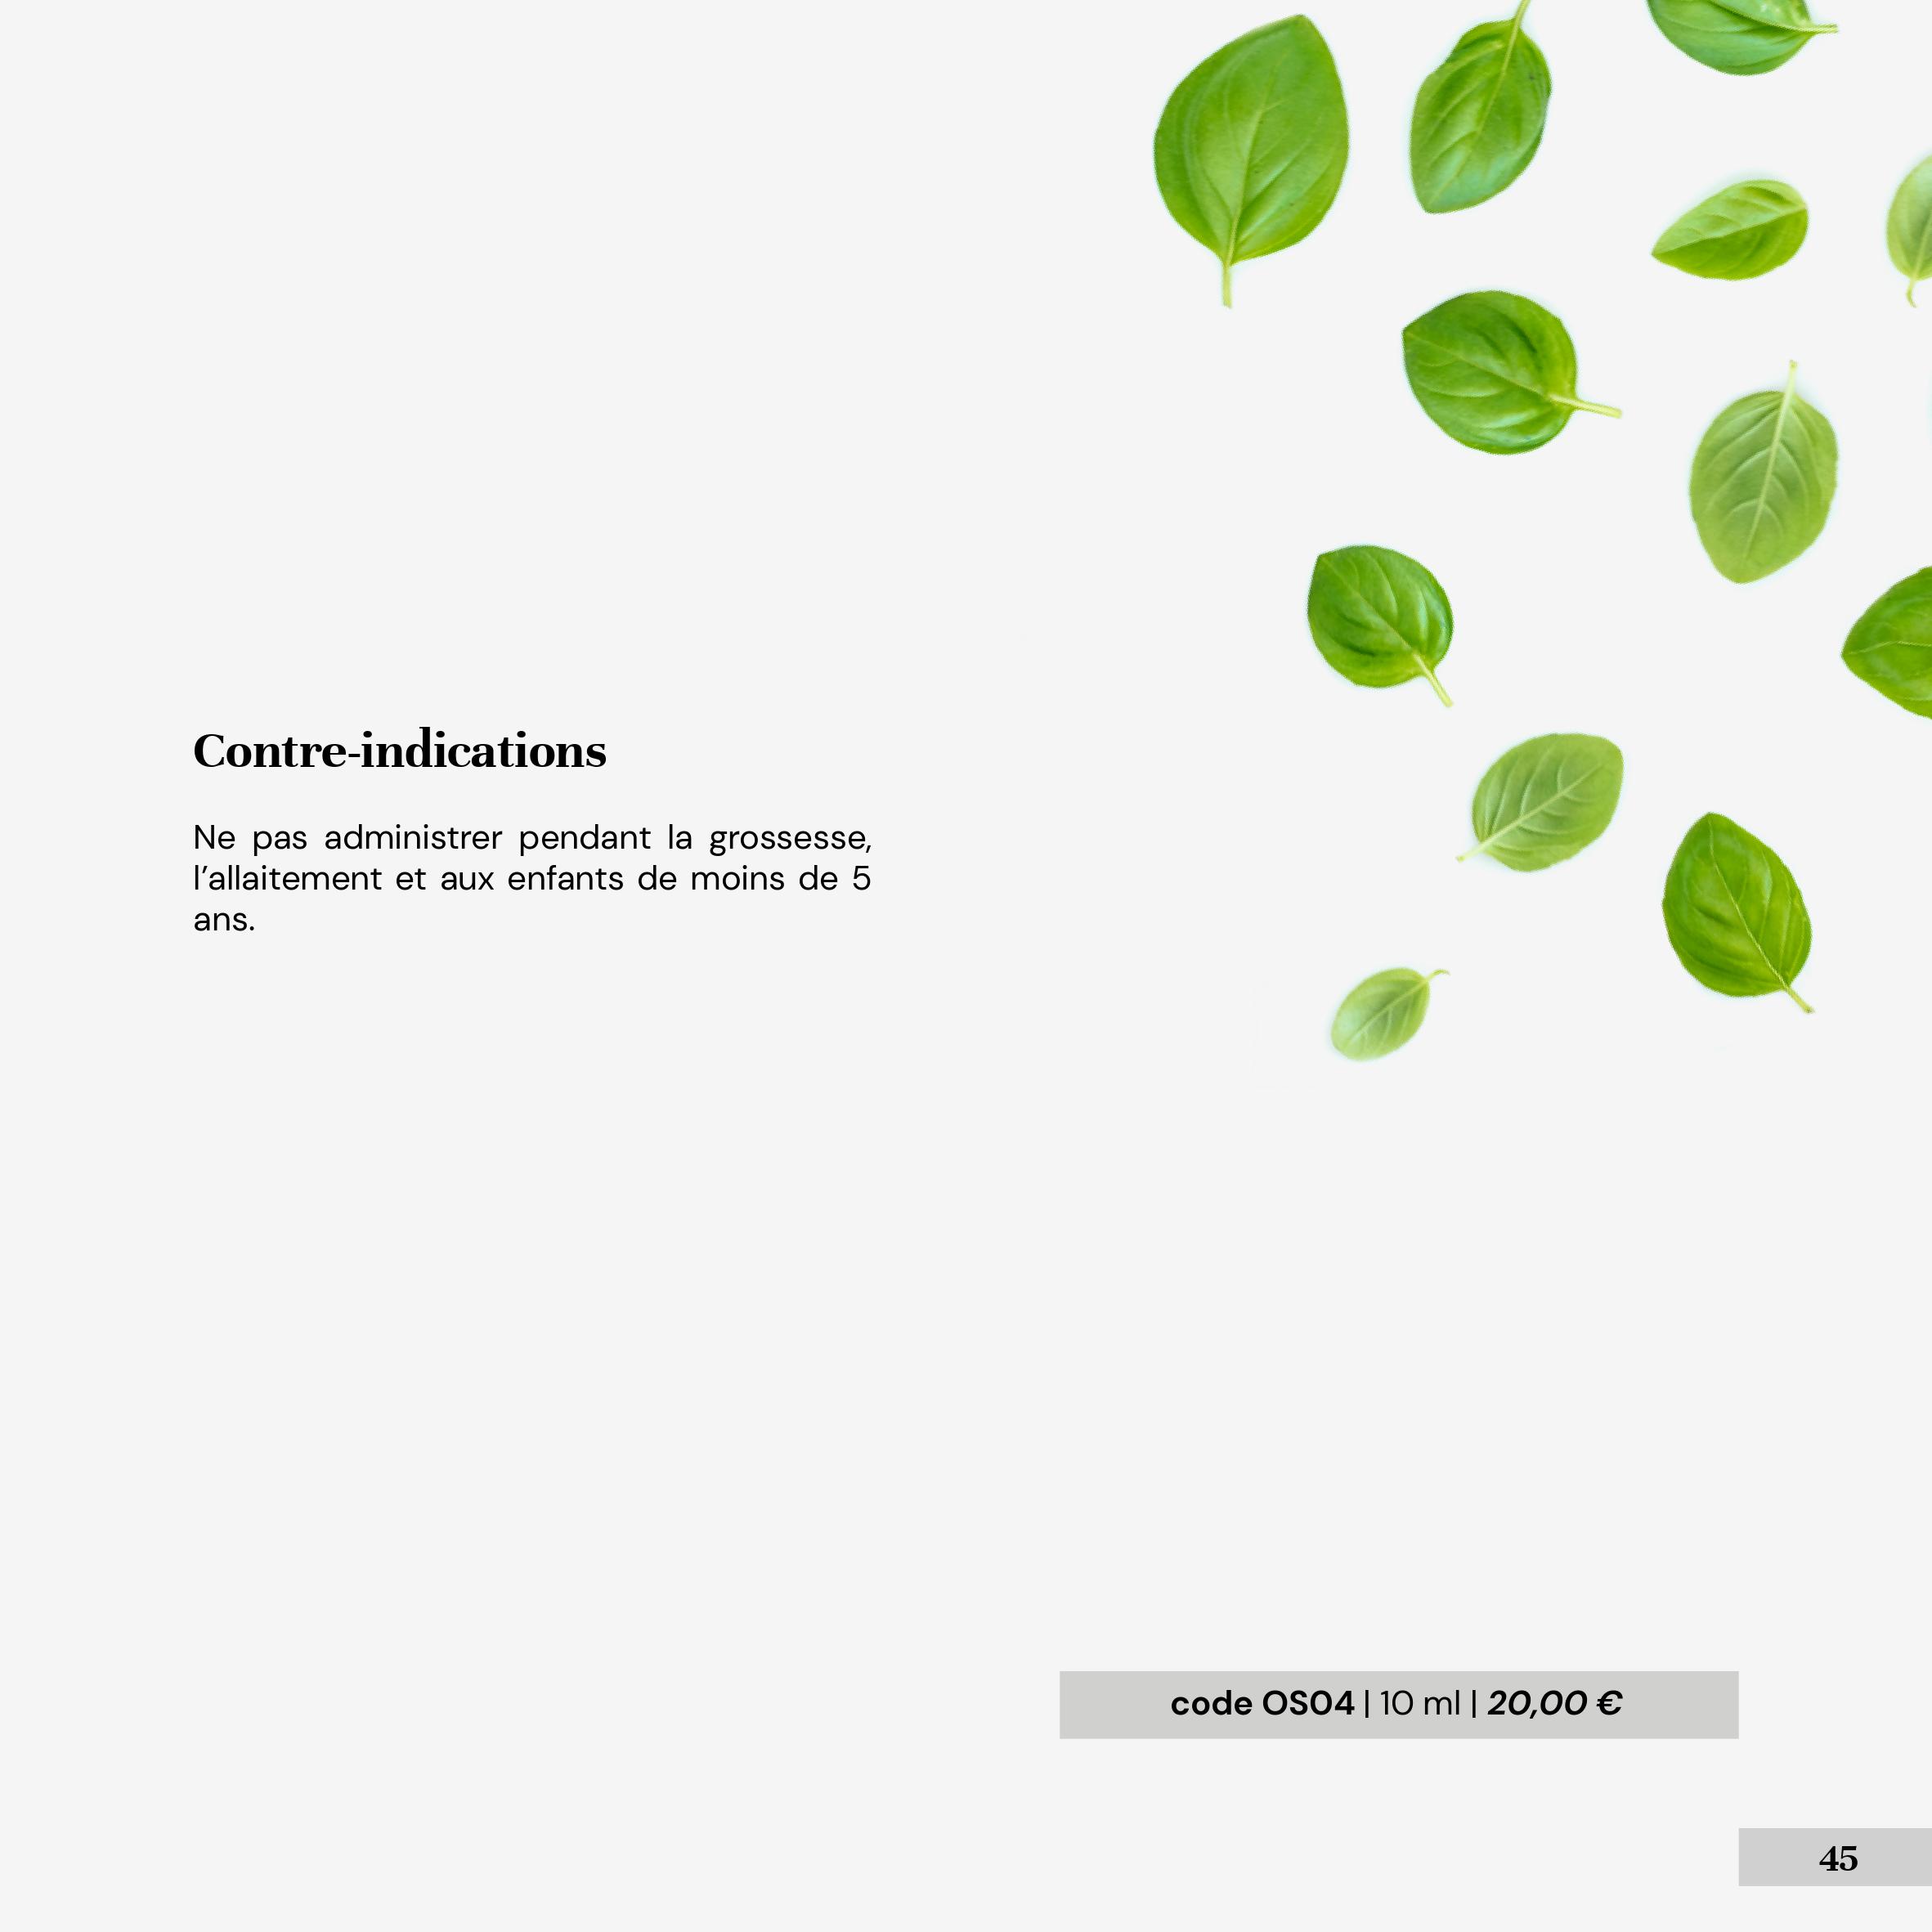 Contre-indications
Ne pas administrer pendant la grossesse,
l’allaitement et aux enfants de moins de 5
ans.
code OS04 | 10 ml | 20,00 €
45